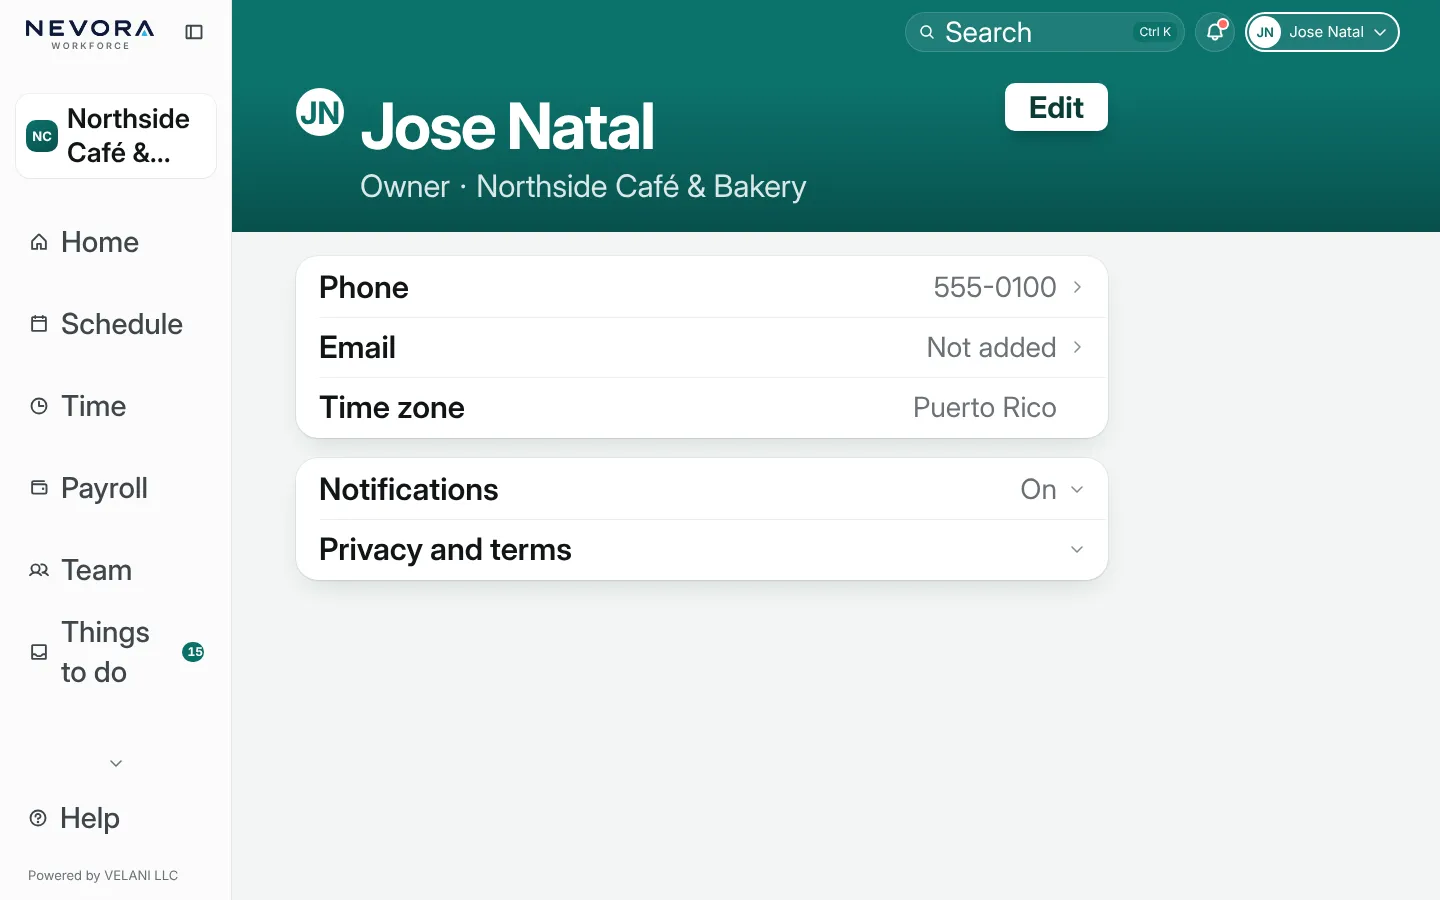 NEVORA
WORKFORCE
NC
Northside
Café &...
Home
Schedule
Time
Payroll
Team
Things
to do
15
Help
Powered by VELANI LLC
Search
Ctrl K
JN
Jose Natal
JN
Jose Natal
Edit
Owner · Northside Café & Bakery
Phone
555-0100
Email
Not added
Time zone
Puerto Rico
Notifications
On
Privacy and terms